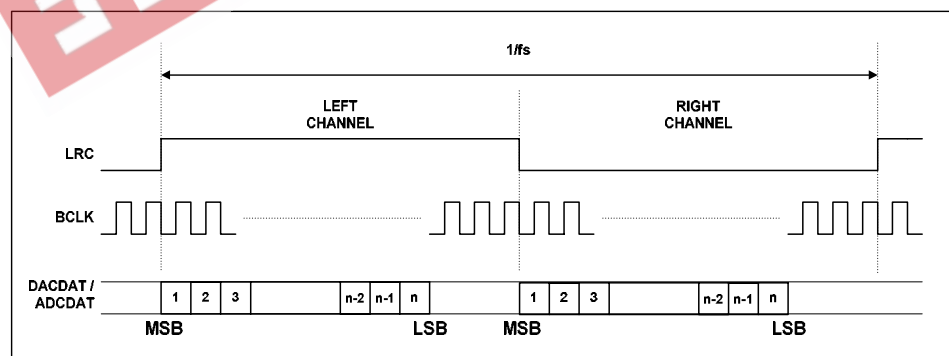 1/fs
LEFT
CHANNEL
RIGHT
CHANNEL
LRC
BCLK
DACDAT /
ADCDAT
1 2 3 n-2 n-1 n 1 2 3 n-2 n-1 n
MSB LSB MSB LSB